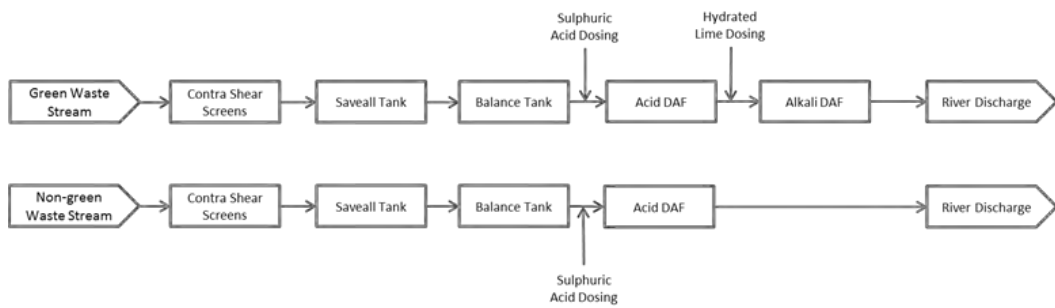 Sulphuric
Acid Dosing
Hydrated
Lime Dosing
Green Waste
Stream
Contra Shear
Screens
Saveall Tank
Balance Tank
Acid DAF
Alkali DAF
River Discharge
Non-green
Waste Stream
Contra Shear
Screens
Saveall Tank
Balance Tank
Acid DAF
River Discharge
Sulphuric
Acid Dosing